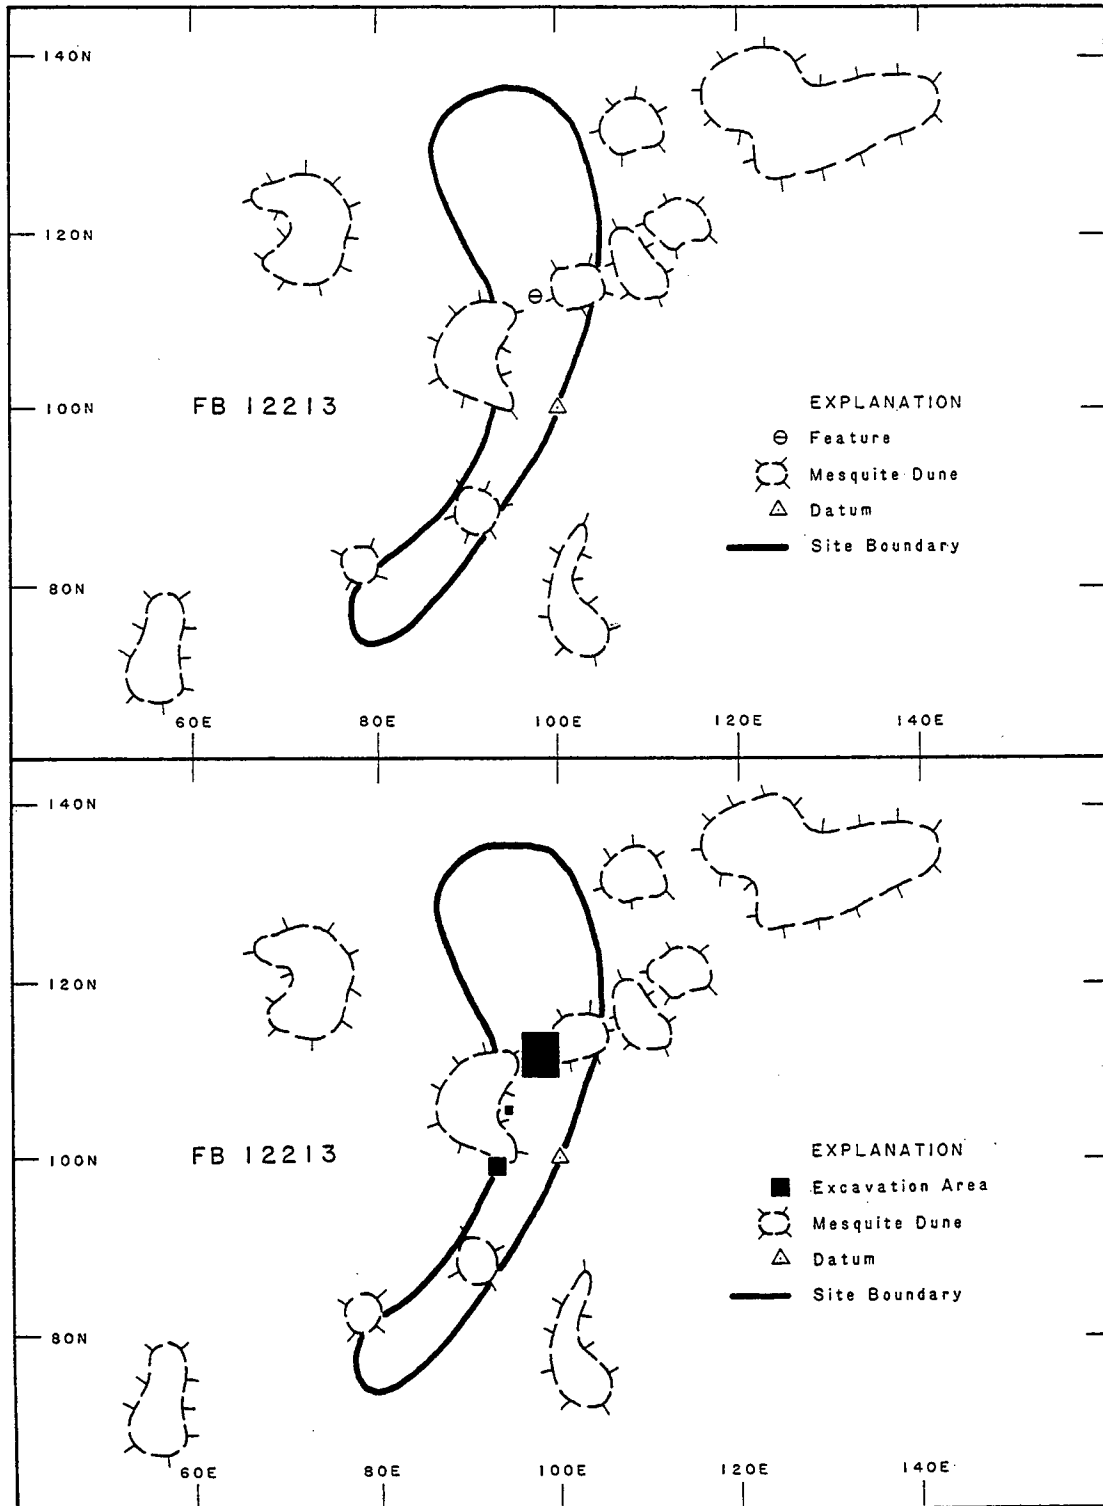 140N
120N
FB 12213
100N
EXPLANATION
Feature
Mesquite Dune
Datum
Site Boundary
80N
60E 80E 100E 120E 140E
140N
120N
FB 12213
100N
EXPLANATION
Excavation Area
Mesquite Dune
Datum
Site Boundary
80N
60E 80E 100E 120E 140E